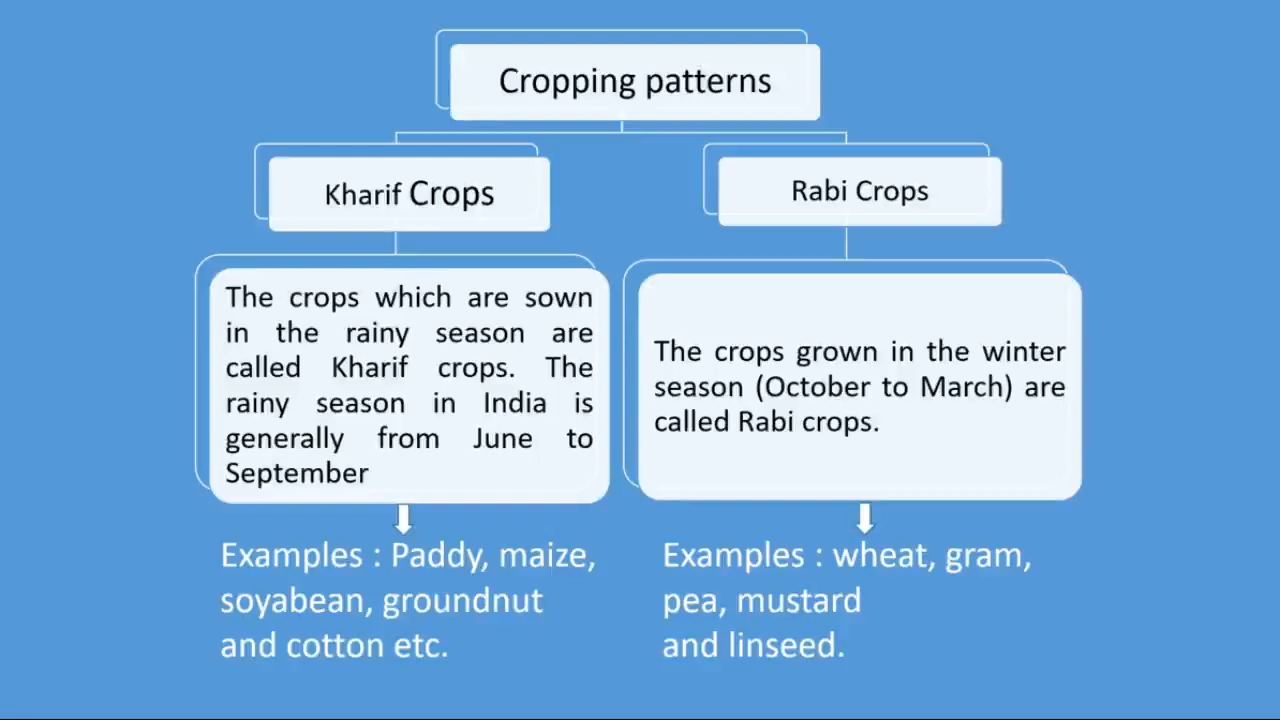 Cropping patterns
Kharif Crops
Rabi Crops
The crops which are sown
in the rainy season are
called Kharif crops. The
rainy season in India is
generally from June to
September
The crops grown in the winter
season (October to March) are
called Rabi crops.
Examples : Paddy, maize,
soyabean, groundnut
and cotton etc.
Examples : wheat, gram,
pea, mustard
and linseed.